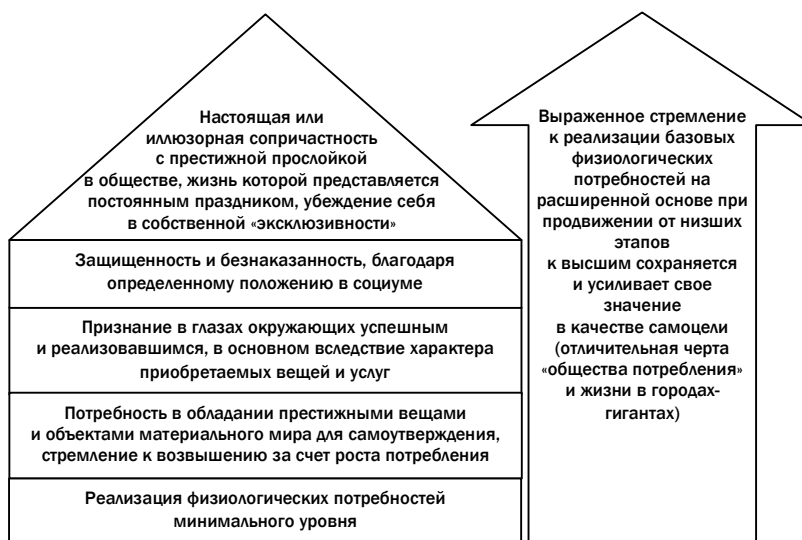 Настоящая или
иллюзорная сопричастность
с престижной прослойкой
в обществе, жизнь которой представляется
постоянным праздником, убеждение себя
в собственной «эксклюзивности»
Защищенность и безнаказанность, благодаря
определенному положению в социуме
Признание в глазах окружающих успешным
и реализовавшимся, в основном вследствие характера
приобретаемых вещей и услуг
Потребность в обладании престижными вещами
и объектами материального мира для самоутверждения,
стремление к возвышению за счет роста потребления
Реализация физиологических потребностей
минимального уровня
Выраженное стремление
к реализации базовых
физиологических
потребностей на
расширенной основе при
продвижении от низших
этапов
к высшим сохраняется
и усиливает свое
значение
в качестве самоцели
(отличительная черта
«общества потребления»
и жизни в городах-
гигантах)